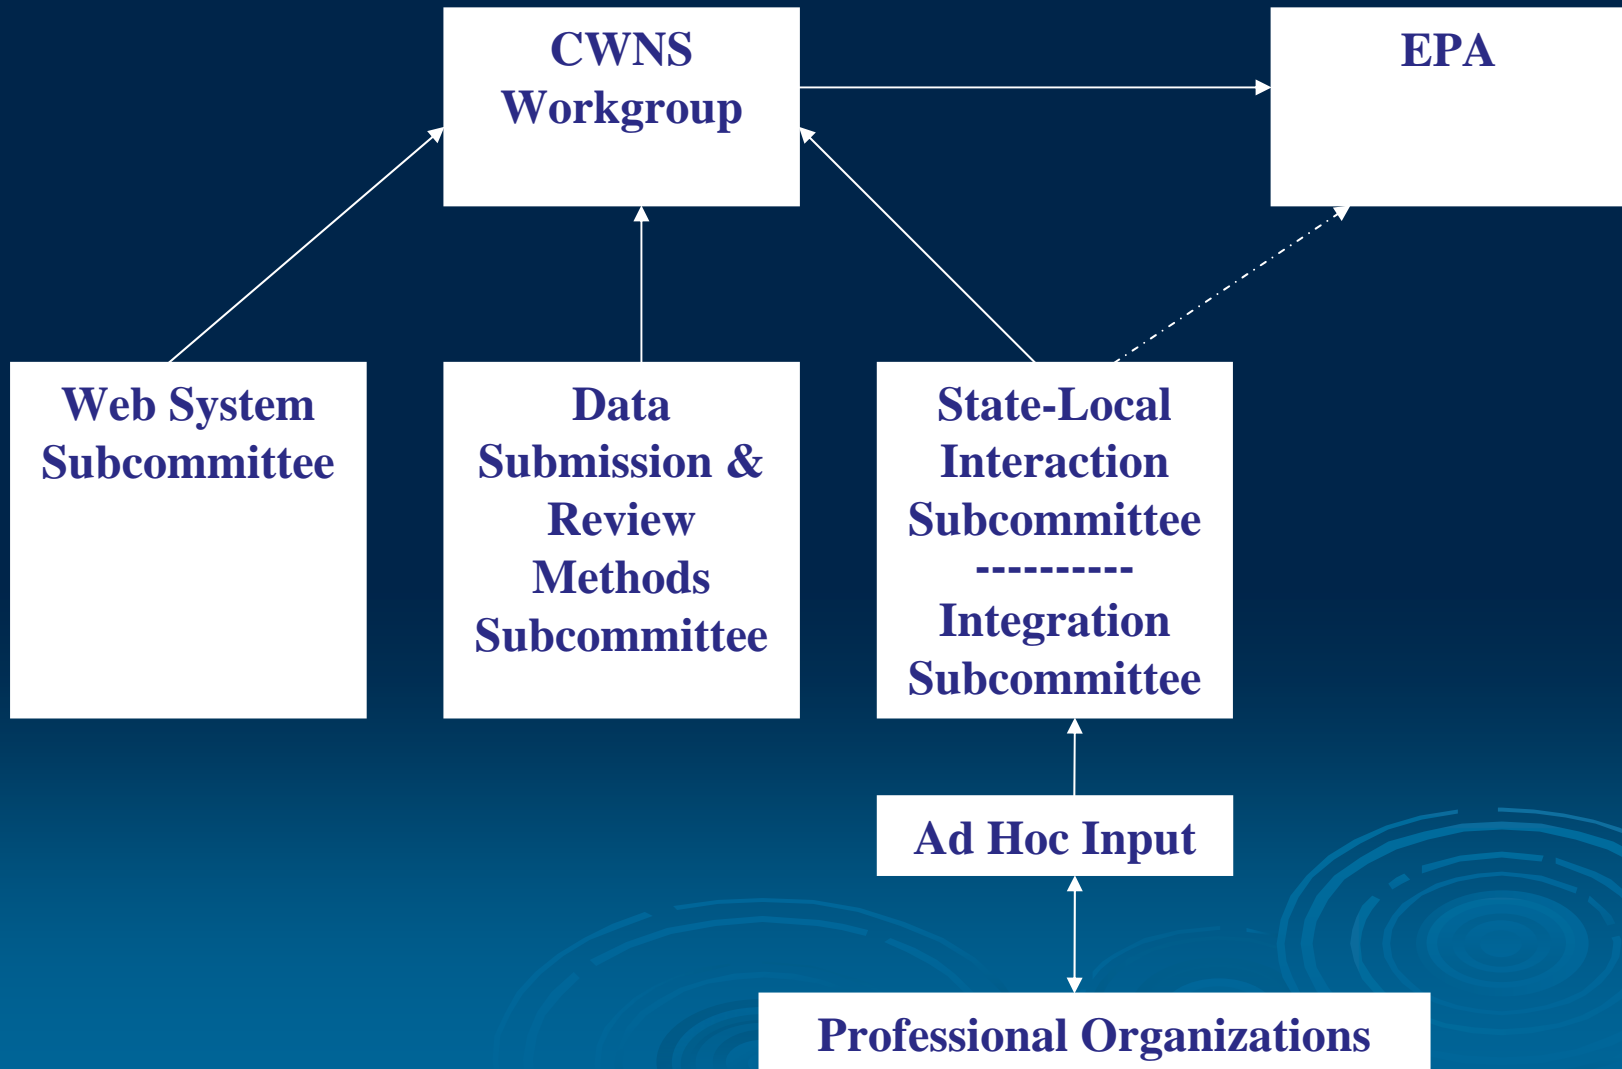 CWNS
Workgroup
EPA
Web System
Subcommittee
Data
Submission &
Review
Methods
Subcommittee
State-Local
Interaction
Subcommittee
----------
Integration
Subcommittee
Ad Hoc Input
Professional Organizations